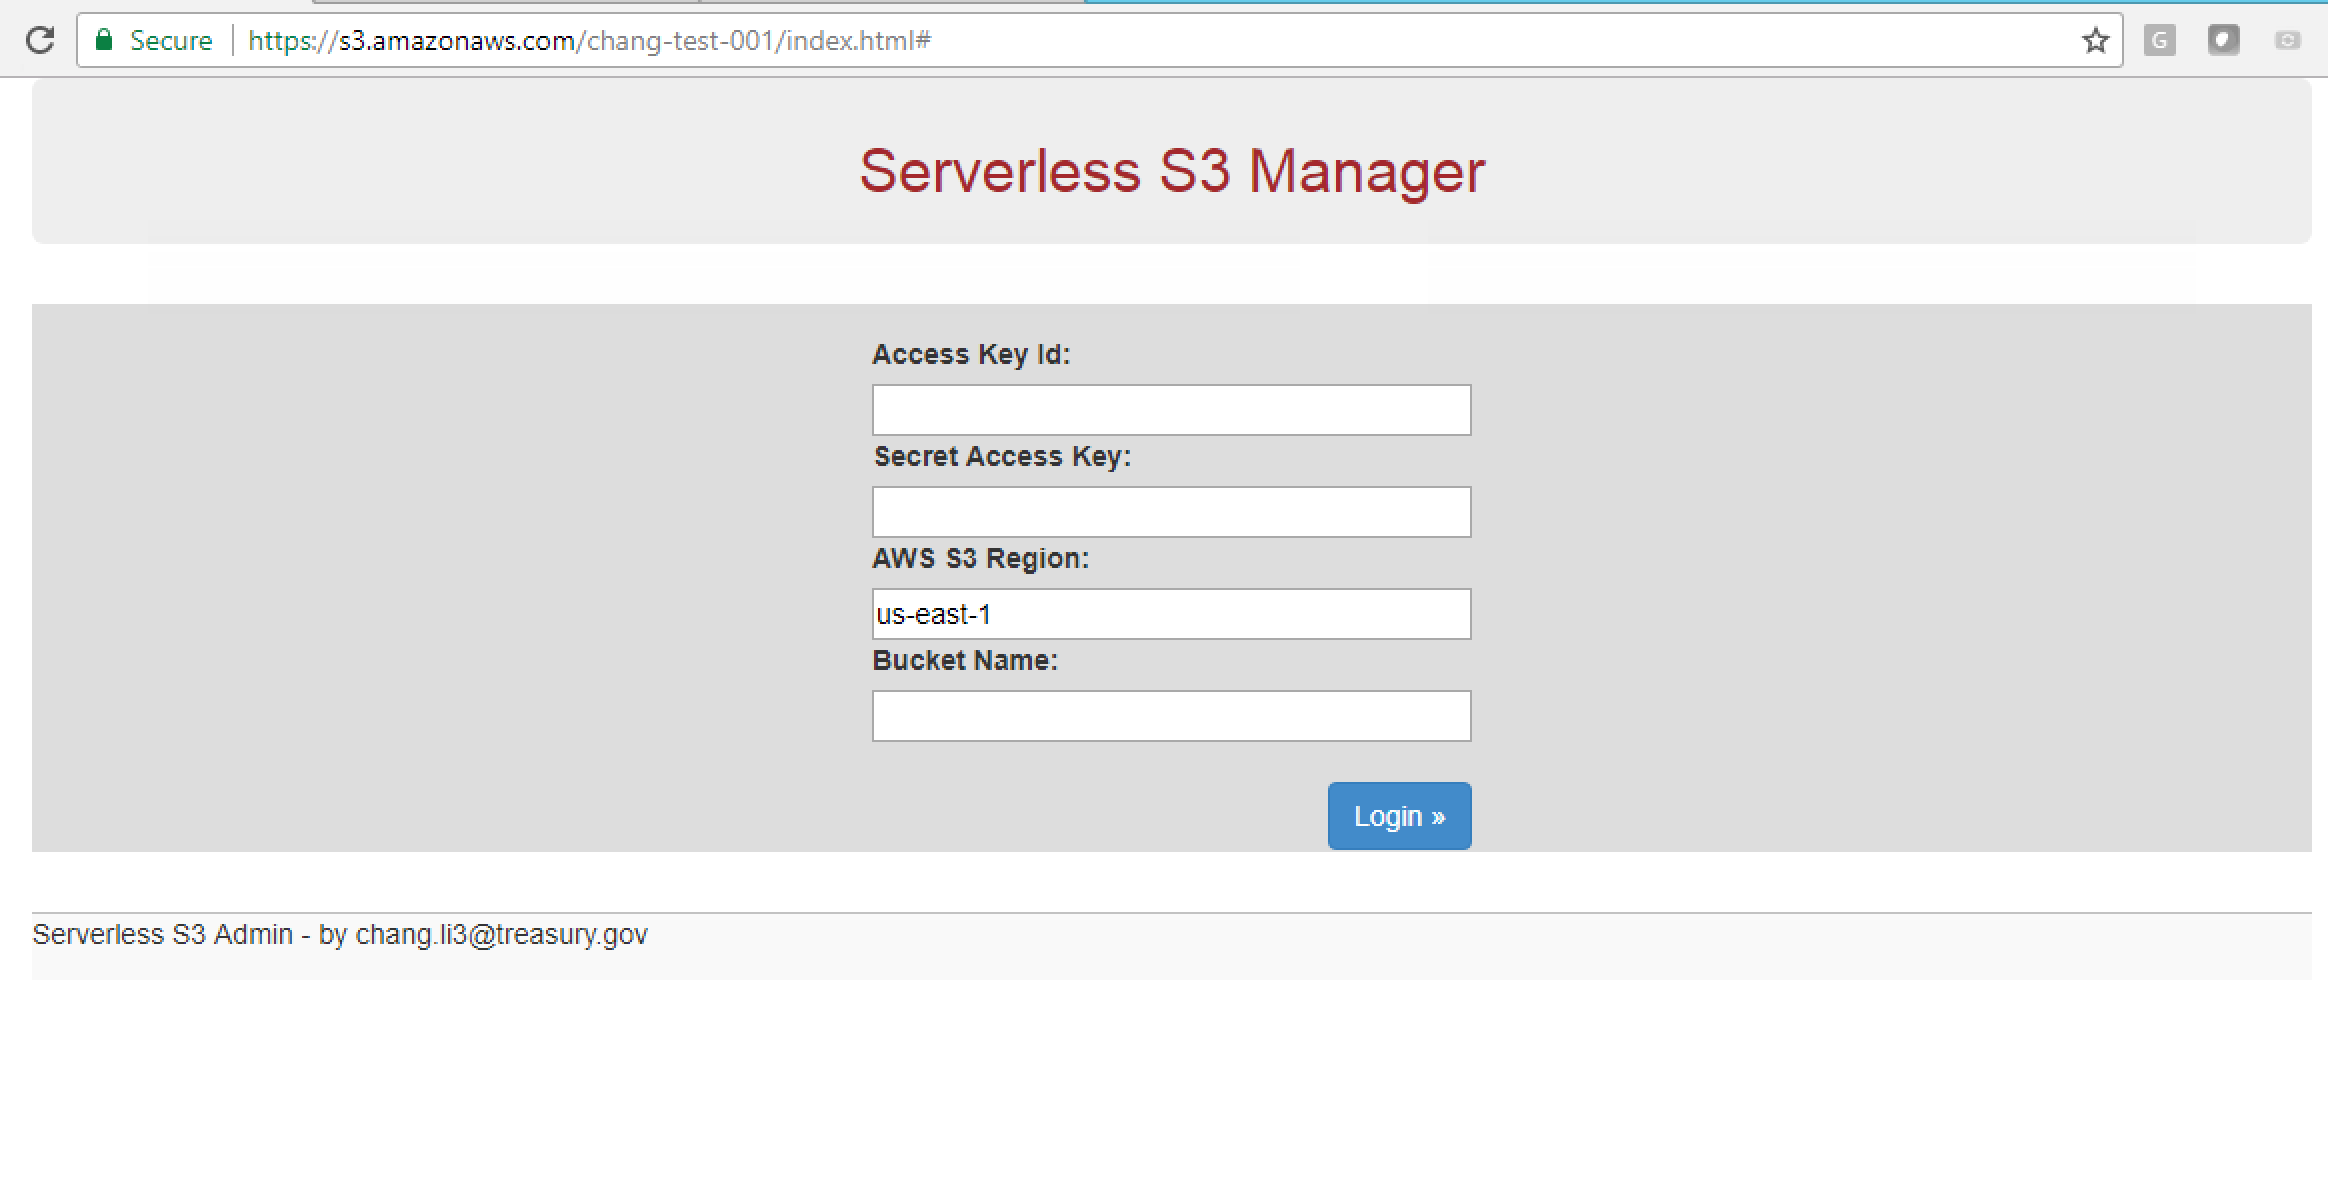 Secure https://s3.amazonaws.com/chang-test-001/index.html#
G
Serverless S3 Manager
Access Key Id:
Secret Access Key:
AWS S3 Region:
us-east-1
Bucket Name:
Login »
Serverless S3 Admin - by chang.li3@treasury.gov